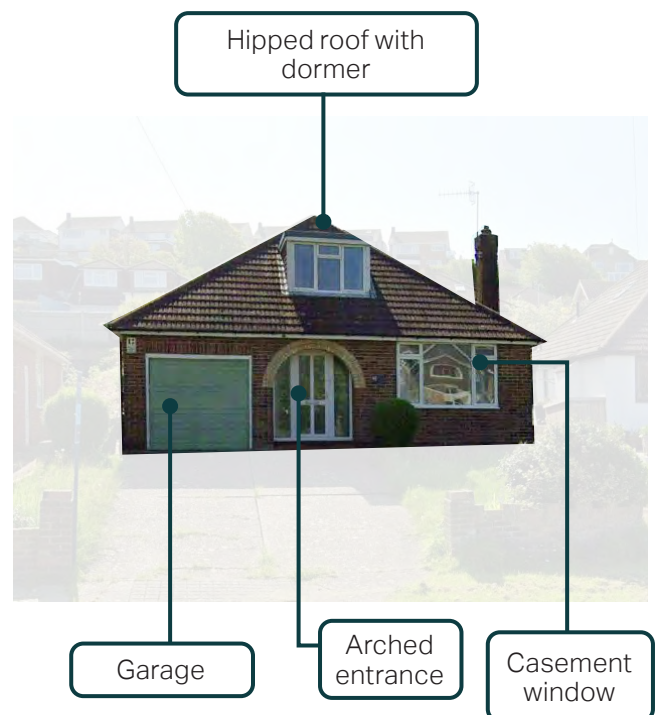 Hipped roof with
dormer
Garage
Arched
entrance
Casement
window